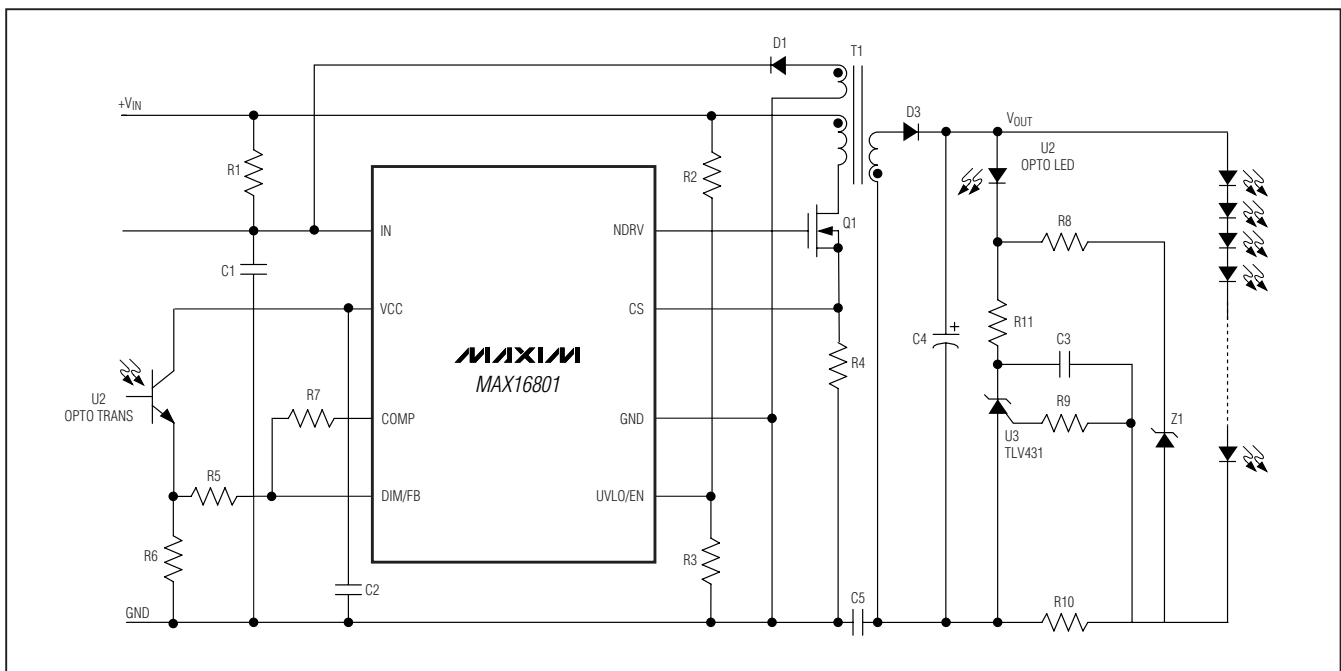 D1
T1
+VIN
D3
VOUT
U2
OPTO LED
R1
R2
IN
NDRV
Q1
R8
C1
VCC
CS
R11
C3
C4
+
MAXIM
MAX16801
R4
U2
OPTO TRANS
R7
COMP
GND
R9
Z1
U3
TLV431
R5
DIM/FB
UVLO/EN
R6
R3
C2
C5
R10
GND